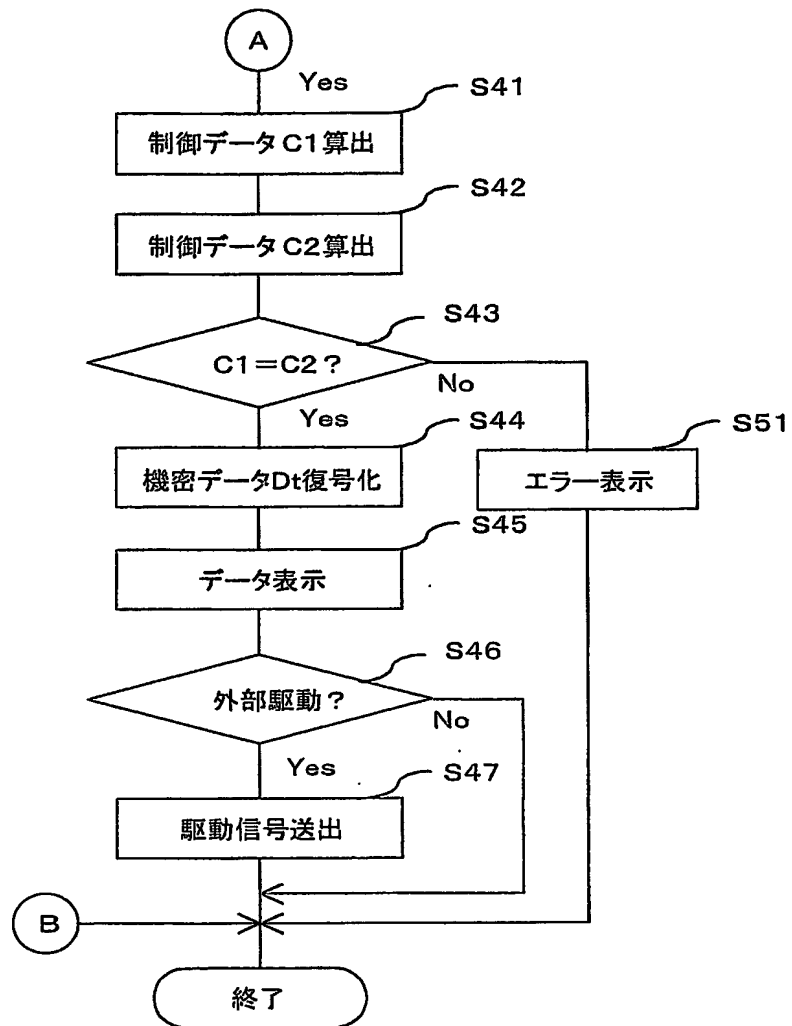 A
Yes
S41
制御データC1算出
S42
制御データC2算出
S43
C1=C2?
No
Yes
S44
機密データDt復号化
S51
エラー表示
S45
データ表示
S46
外部駆動?
No
Yes
S47
駆動信号送出
B
終了